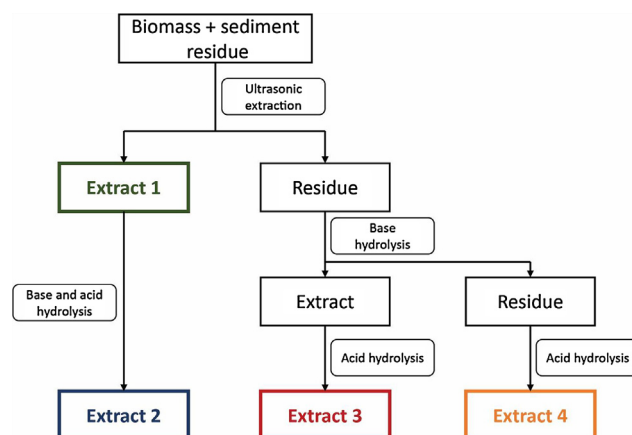 Biomass + sediment
residue
Ultrasonic
extraction
Extract 1
Residue
Base
hydrolysis
Base and acid
hydrolysis
Extract
Residue
Acid hydrolysis
Acid hydrolysis
Extract 2
Extract 3
Extract 4